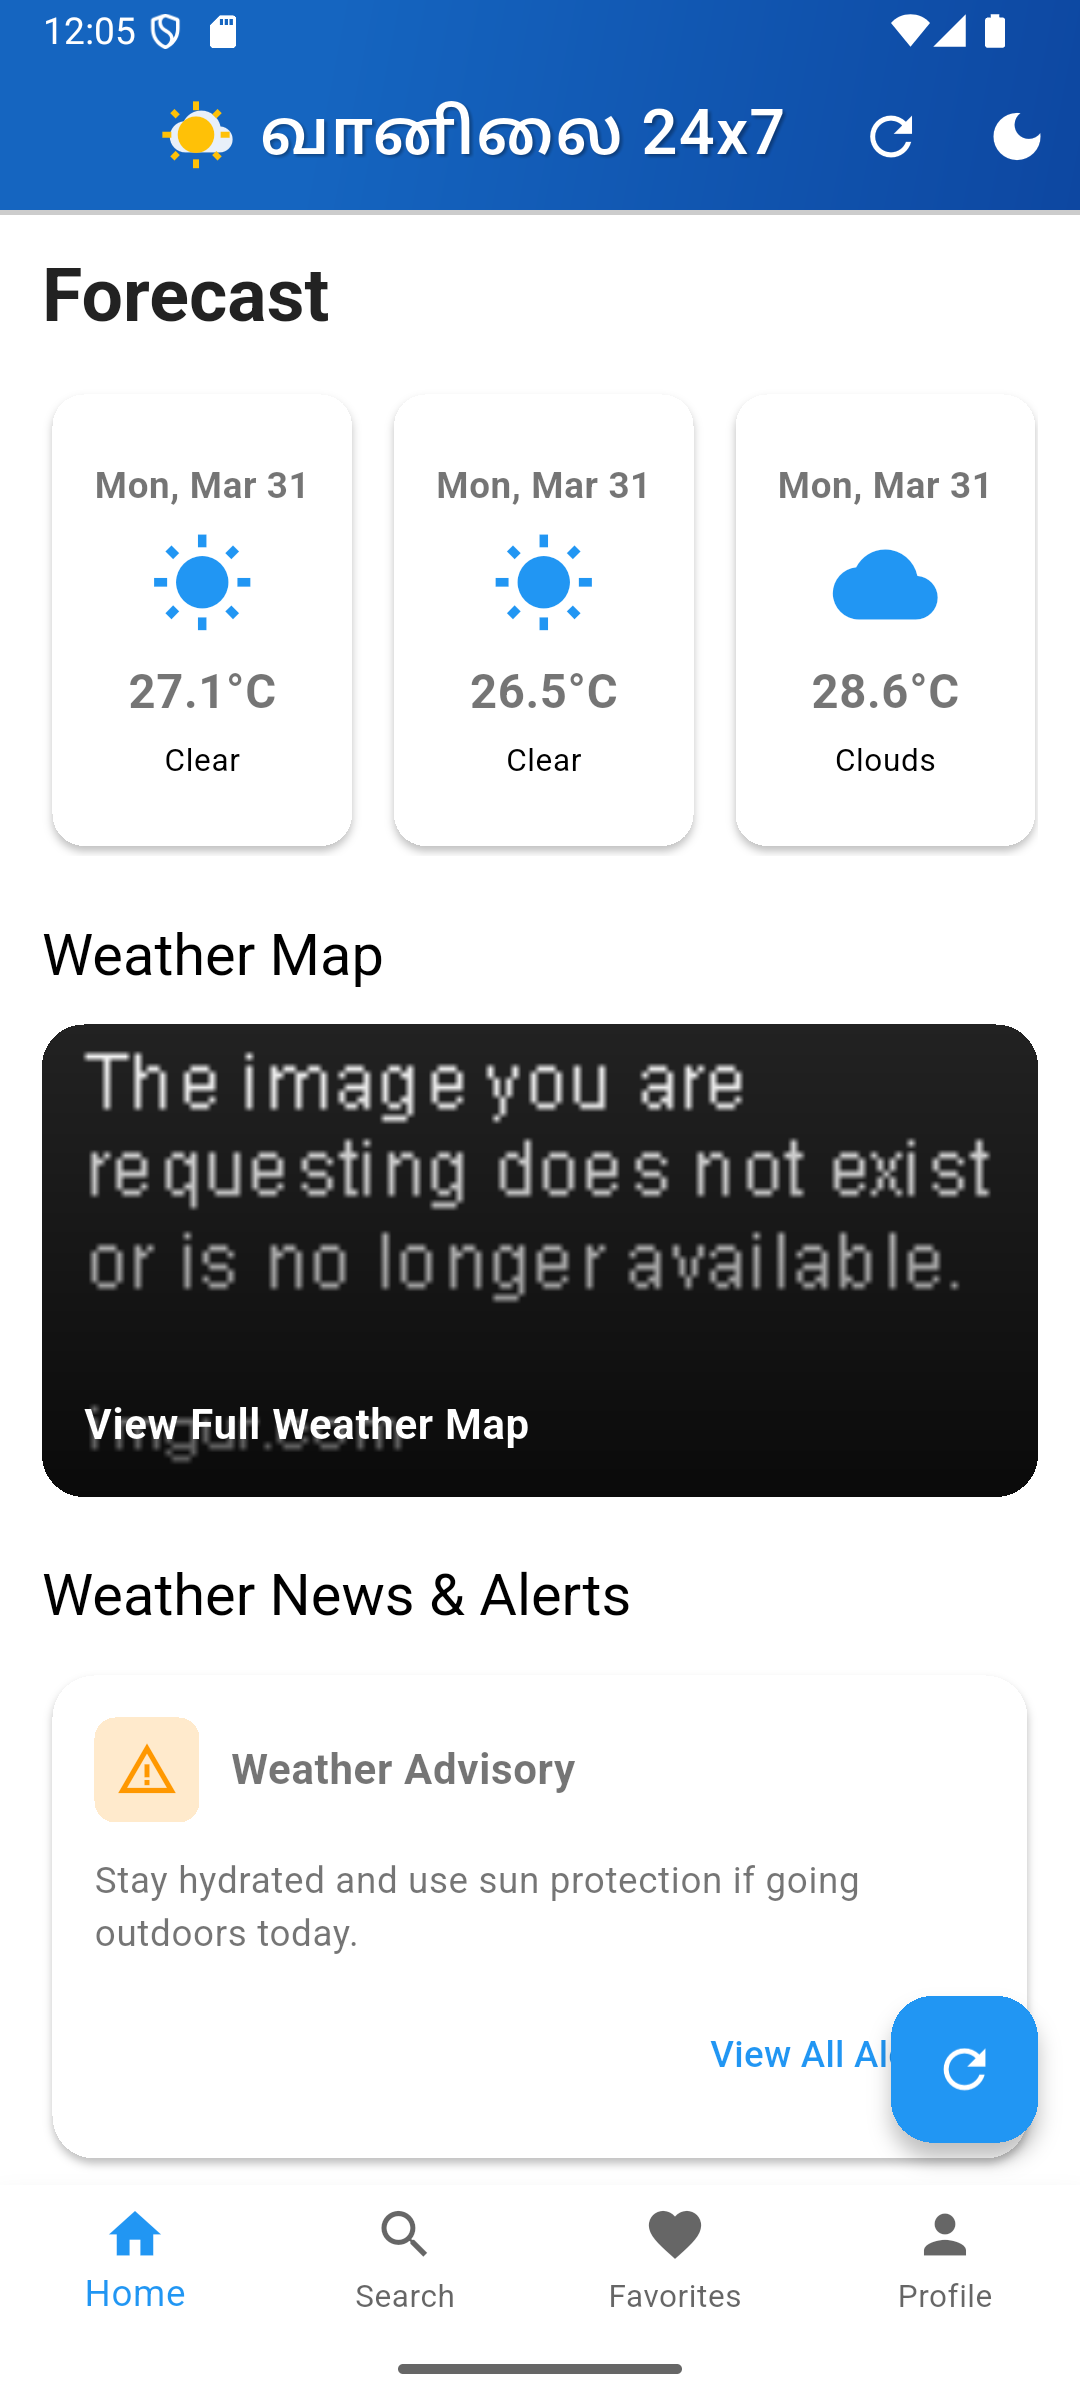 12:05
வானிலை 24x7
Forecast
Mon, Mar 31
27.1°C
Clear
Mon, Mar 31
26.5°C
Clear
Mon, Mar 31
28.6°C
Clouds
Weather Map
The image you are
requesting does not exist
or is no longer available.
imgur.com
View Full Weather Map
Weather News & Alerts
Weather Advisory
Stay hydrated and use sun protection if going
outdoors today.
View All
Home
Search
Favorites
Profile